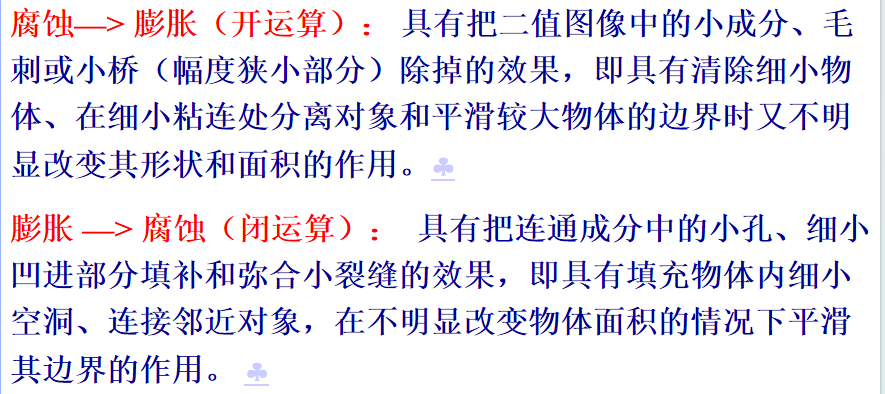 腐蚀—> 膨胀（开运算）： 具有把二值图像中的小成分、毛
刺或小桥（幅度狭小部分）除掉的效果，即具有清除细小物
体、在细小粘连处分离对象和平滑较大物体的边界时又不明
显改变其形状和面积的作用。♣
膨胀 —> 腐蚀（闭运算）： 具有把连通成分中的小孔、细小
凹进部分填补和弥合小裂缝的效果，即具有填充物体内细小
空洞、连接邻近对象，在不明显改变物体面积的情况下平滑
其边界的作用。 ♣